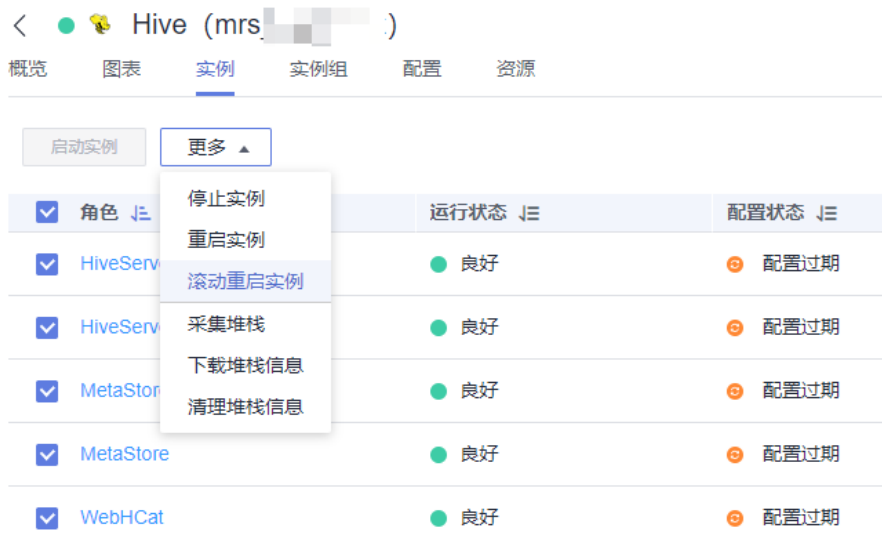 Hive（mrs_）
概览 图表 实例 实例组 配置 资源
启动实例 更多
停止实例
重启实例
滚动重启实例
采集堆栈
下载堆栈信息
清理堆栈信息
角色 运行状态 配置状态
HiveServ 良好 配置过期
HiveServ 良好 配置过期
MetaStor 良好 配置过期
MetaStore 良好 配置过期
WebHCat 良好 配置过期